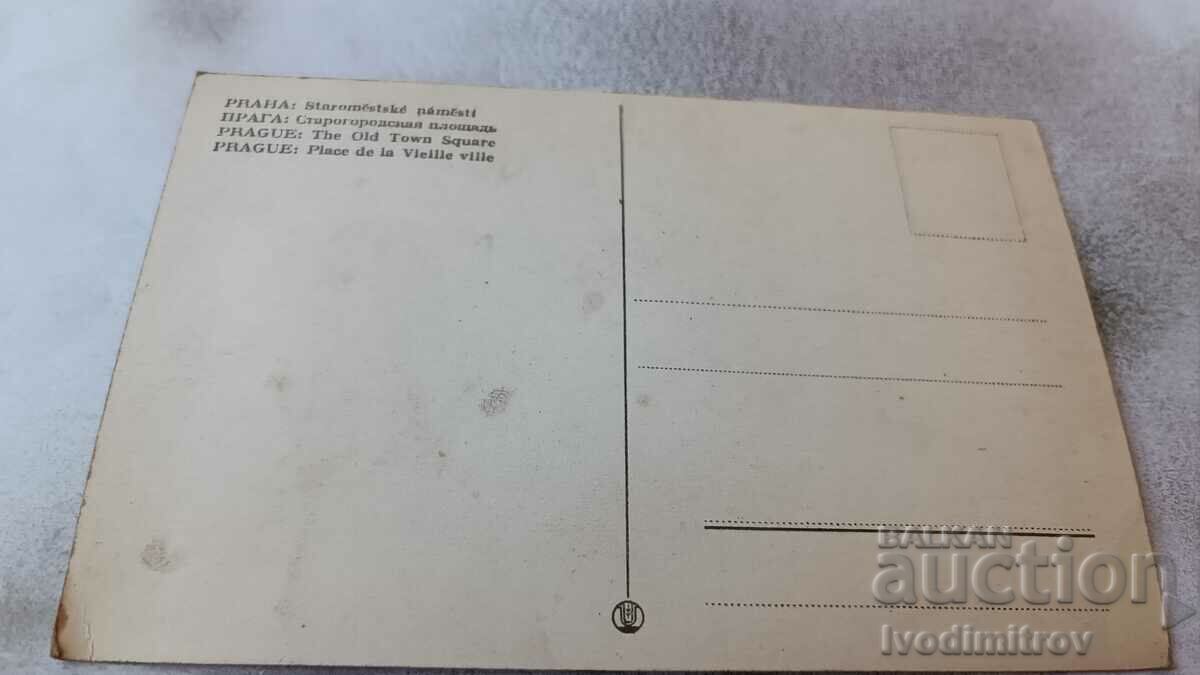 PRAHA: Staroměstské náměstí
ПРАГА: Старогородская площадь
PRAGUE: The Old Town Square
PRAGUE: Place de la Vieille ville
BALKAN
auction
Ivodimitrov